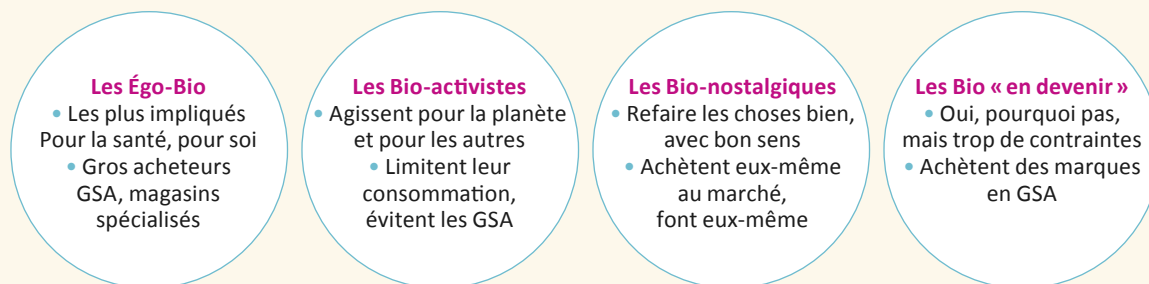 Les Égo-Bio
• Les plus impliqués
Pour la santé, pour soi
• Gros acheteurs
GSA, magasins
spécialisés
Les Bio-activistes
• Agissent pour la planète
et pour les autres
• Limitent leur
consommation,
évitent les GSA
Les Bio-nostalgiques
• Refaire les choses bien,
avec bon sens
• Achètent eux-même
au marché,
font eux-même
Les Bio « en devenir »
• Oui, pourquoi pas,
mais trop de contraintes
• Achètent des marques
en GSA